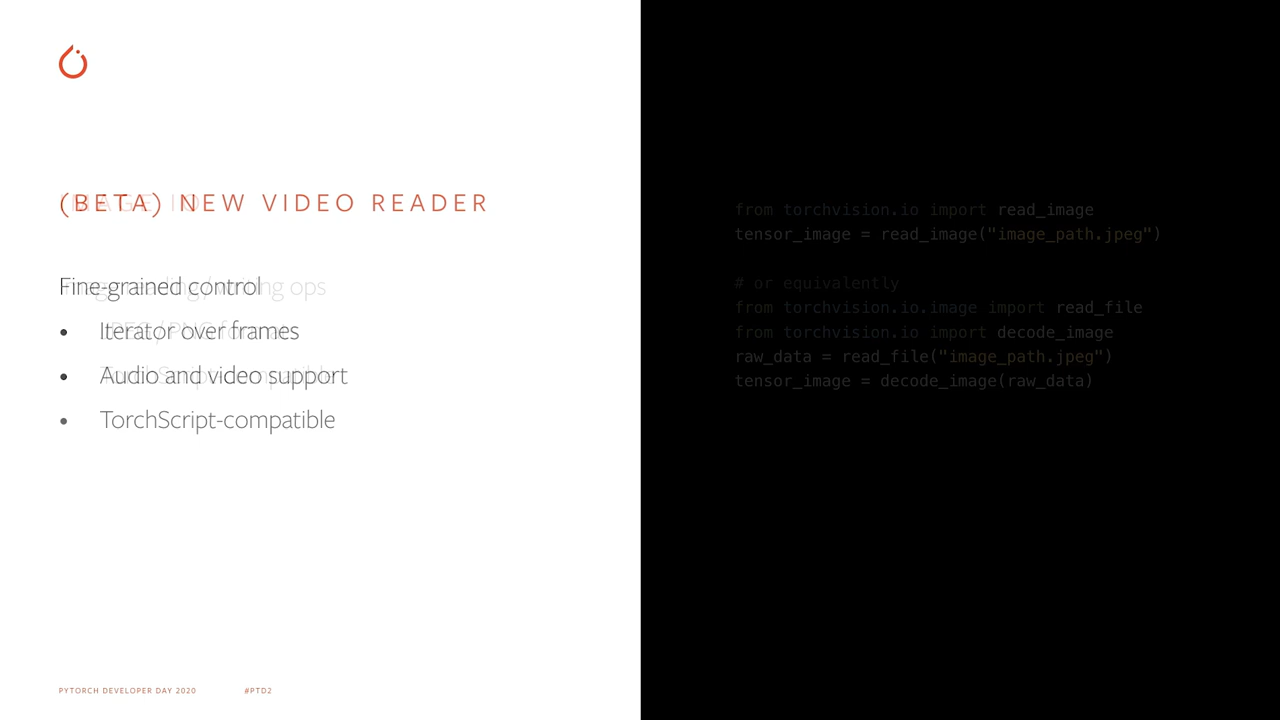 (BETA) NEW VIDEO READER
IMAGE IO
Fine-grained control
• Iterator over frames
• Audio and video support
• TorchScript-compatible
from torchvision.io import read_image
tensor_image = read_image("image_path.jpeg")
# or equivalently
from torchvision.io.image import read_file
from torchvision.io import decode_image
raw_data = read_file("image_path.jpeg")
tensor_image = decode_image(raw_data)
PYTORCH DEVELOPER DAY 2020 #PTD2